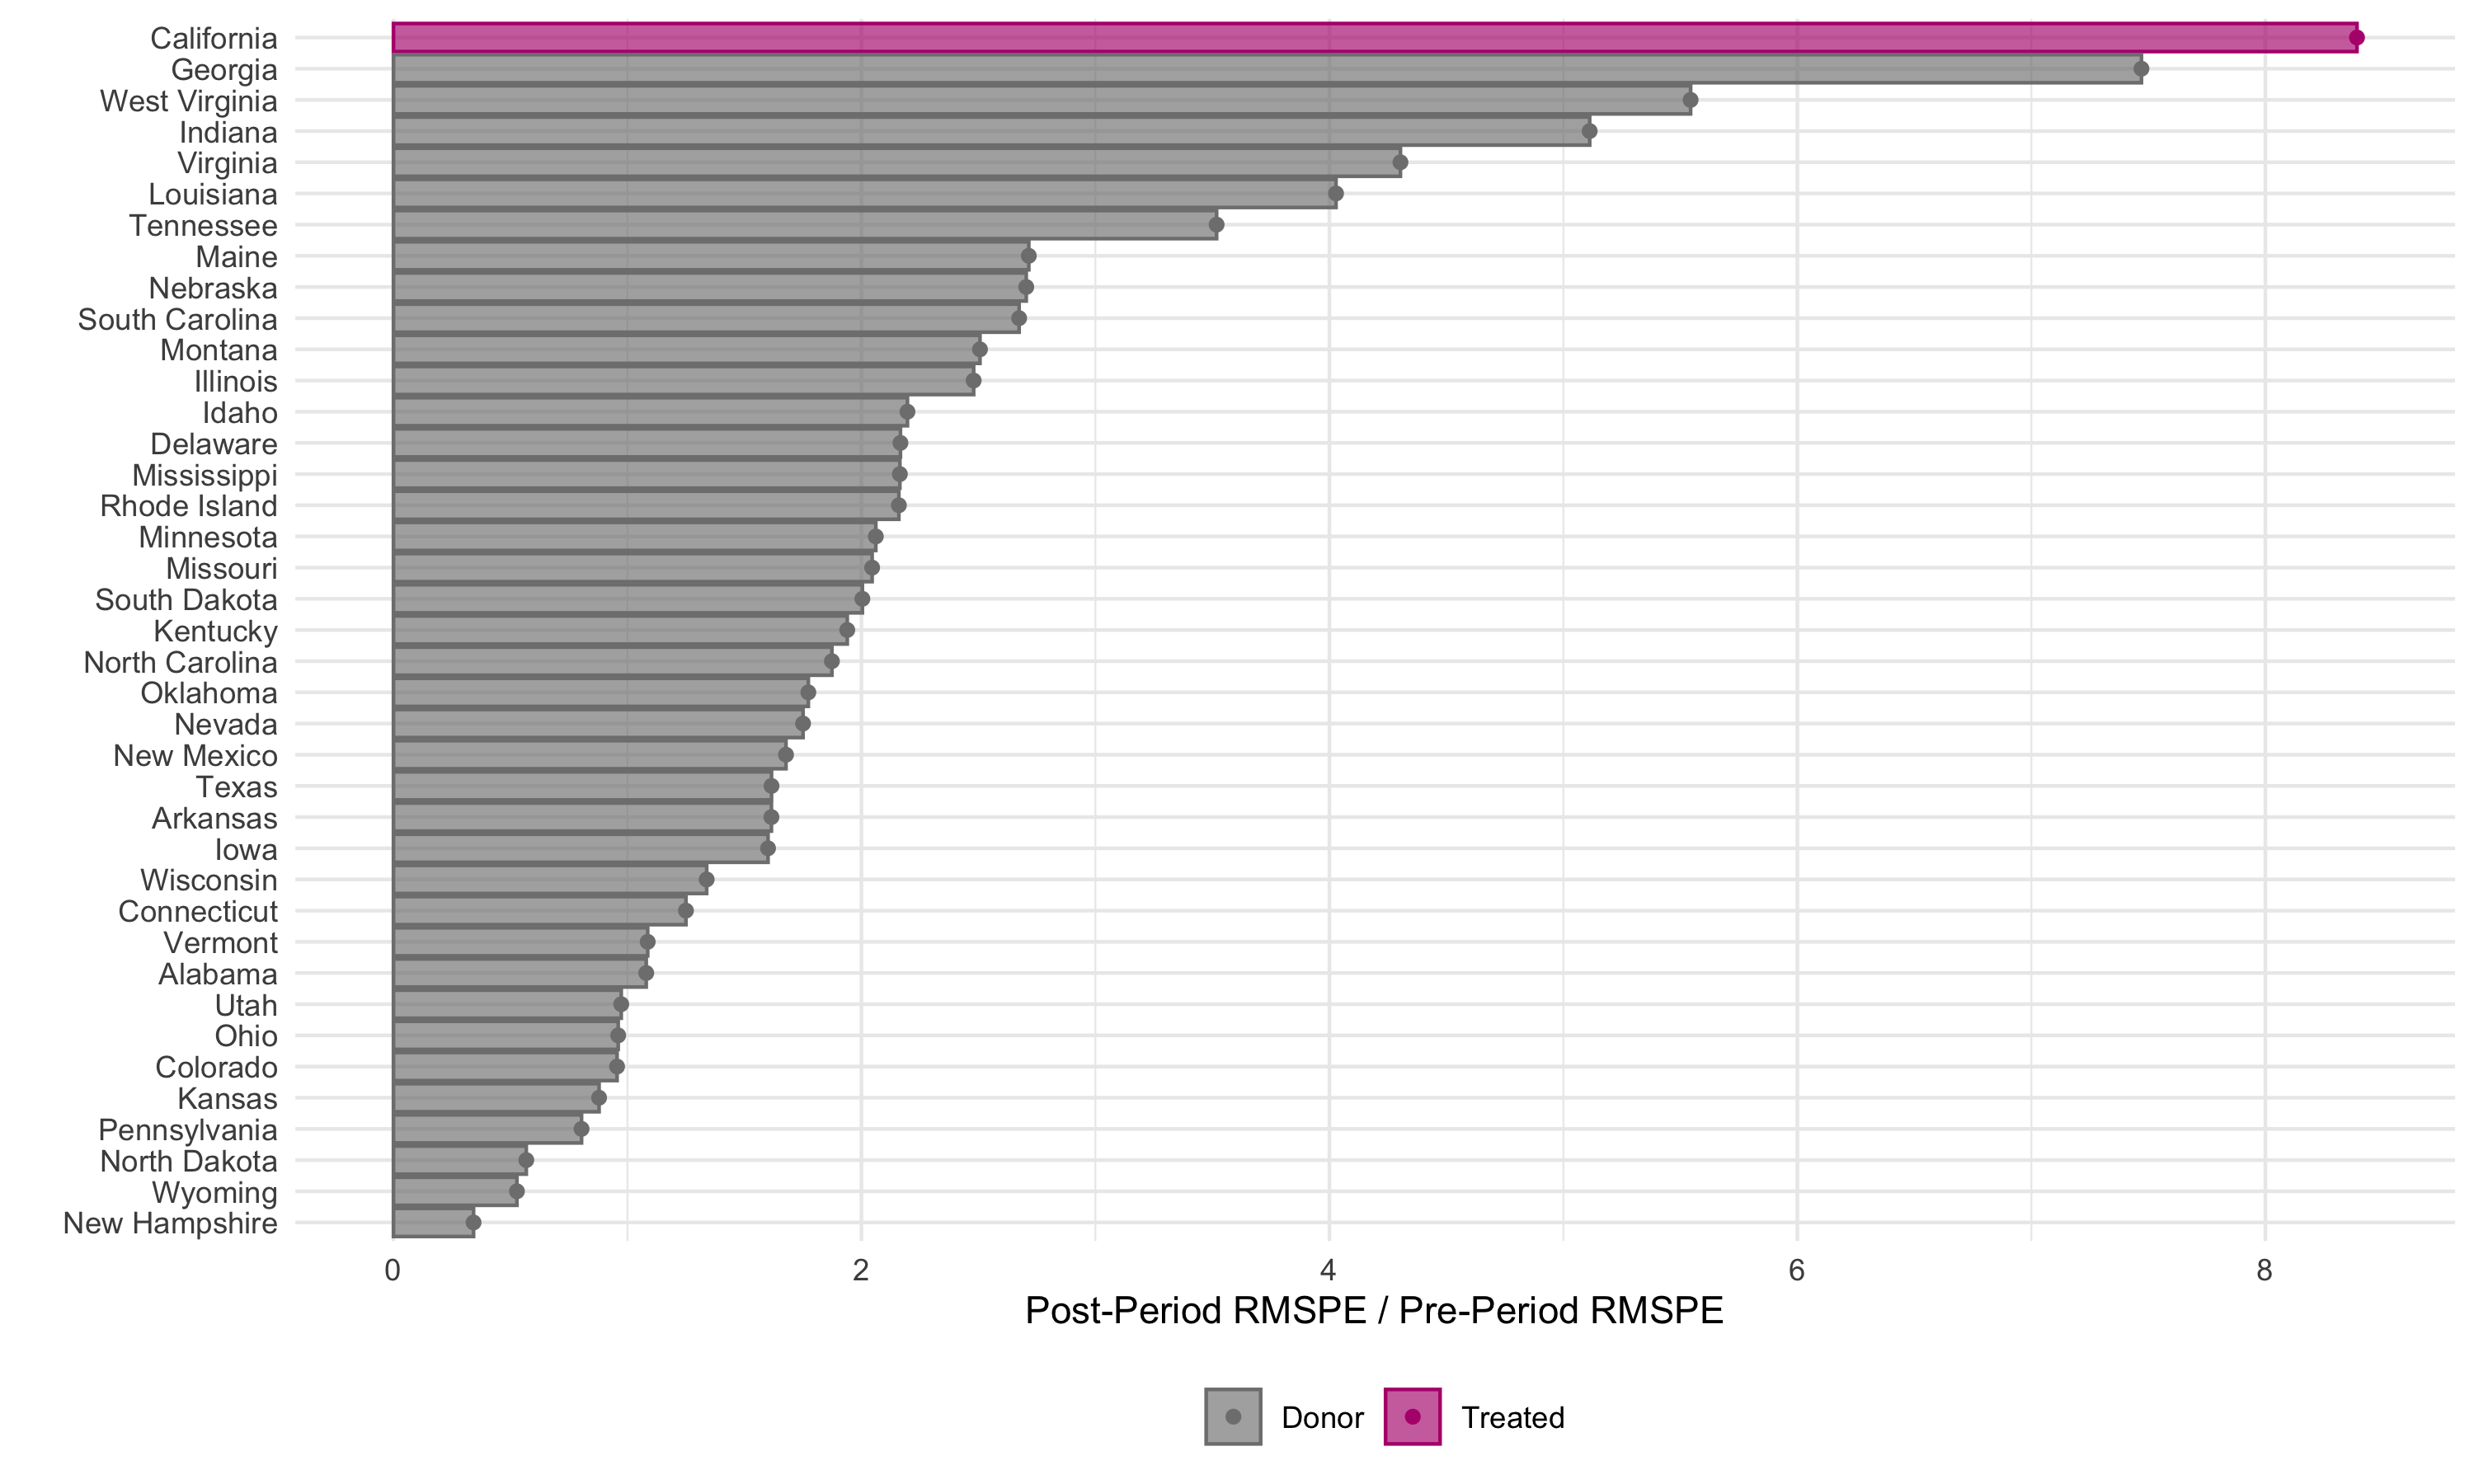 California
Georgia
West Virginia
Indiana
Virginia
Louisiana
Tennessee
Maine
Nebraska
South Carolina
Montana
Illinois
Idaho
Delaware
Mississippi
Rhode Island
Minnesota
Missouri
South Dakota
Kentucky
North Carolina
Oklahoma
Nevada
New Mexico
Texas
Arkansas
Iowa
Wisconsin
Connecticut
Vermont
Alabama
Utah
Ohio
Colorado
Kansas
Pennsylvania
North Dakota
Wyoming
New Hampshire
0 2 4 6 8
Post-Period RMSPE / Pre-Period RMSPE
Donor Treated